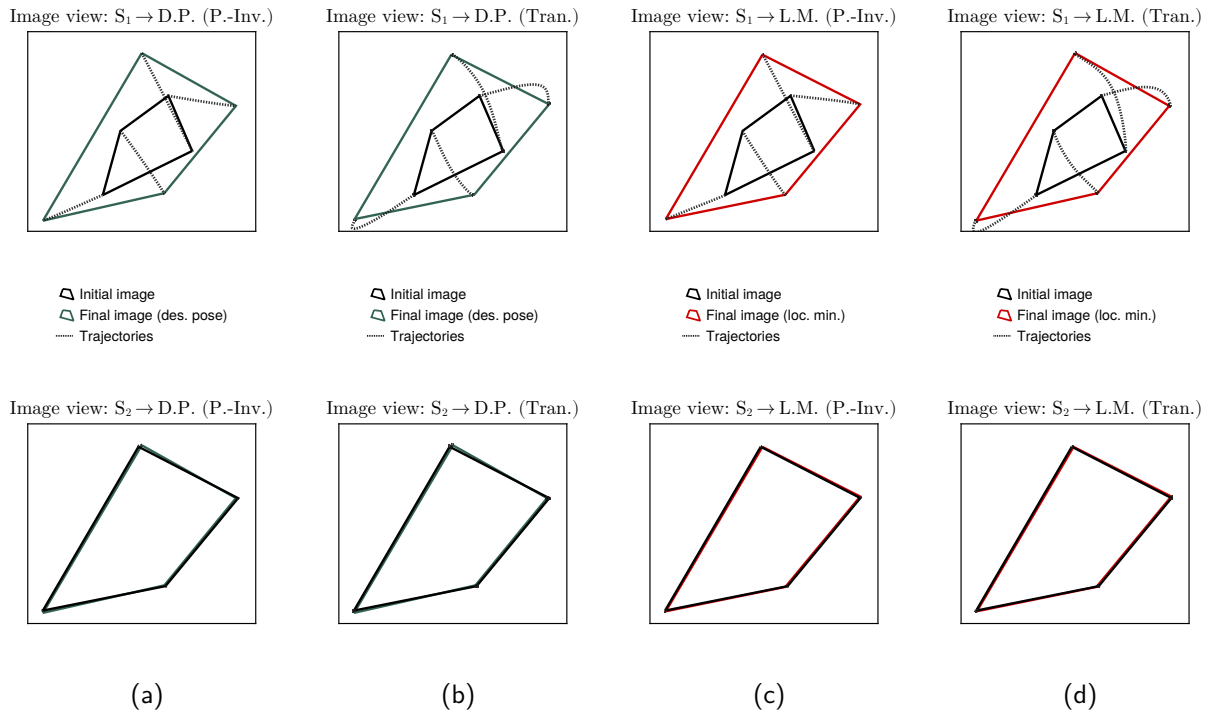 Image view: S₁→D.P. (P.-Inv.)
Image view: S₁→D.P. (Tran.)
Image view: S₁→L.M. (P.-Inv.)
Image view: S₁→L.M. (Tran.)
Initial image
Final image (des. pose)
Trajectories
Initial image
Final image (des. pose)
Trajectories
Initial image
Final image (loc. min.)
Trajectories
Initial image
Final image (loc. min.)
Trajectories
Image view: S₂→D.P. (P.-Inv.)
Image view: S₂→D.P. (Tran.)
Image view: S₂→L.M. (P.-Inv.)
Image view: S₂→L.M. (Tran.)
(a)
(b)
(c)
(d)